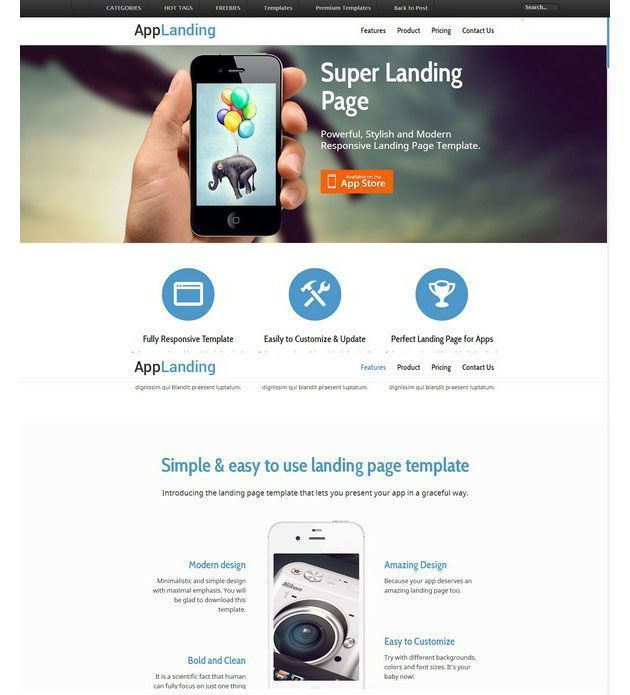 CATEGORIES HOT TAGS FREEBIES Templates Premium Templates Back to Post Search...
AppLanding Features Product Pricing Contact Us
Super Landing
Page
Powerful, Stylish and Modern
Responsive Landing Page Template.
Available on the
App Store
Fully Responsive Template Easily to Customize & Update Perfect Landing Page for Apps
AppLanding Features Product Pricing Contact Us
dignissim qui blandit praesent luptatum. dignissim qui blandit praesent luptatum. dignissim qui blandit praesent luptatum.
Simple & easy to use landing page template
Introducing the landing page template that lets you present your app in a graceful way.
Modern design
Minimalistic and simple design
with maximal emphasis. You will
be glad to download this
template.
Bold and Clean
It is a scientific fact that human
can fully focus on just one thing
Nikon
Amazing Design
Because your app deserves an
amazing landing page too.
Easy to Customize
Try with different backgrounds,
colors and font sizes. It's your
baby now!